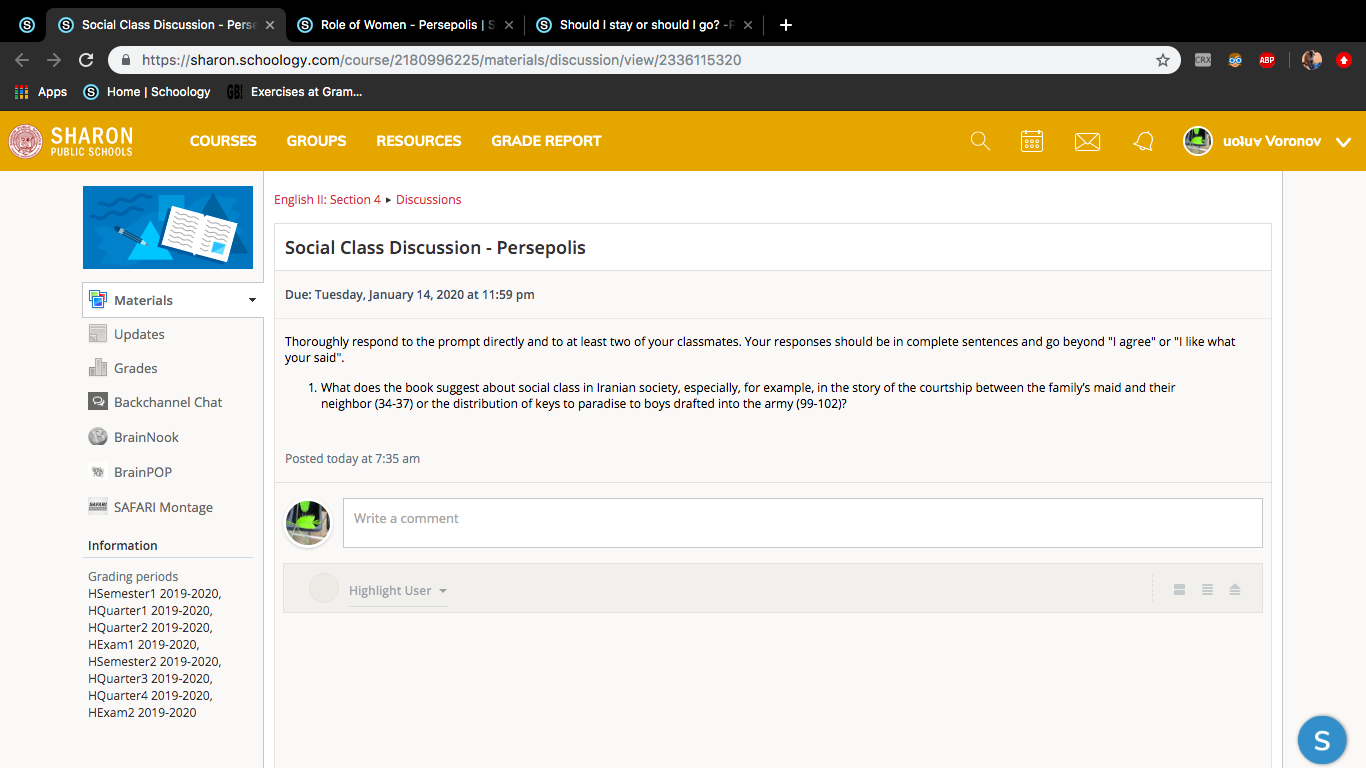 Social Class Discussion - Perse
Role of Women - Persepolis | S
Should I stay or should I go? -P
https://sharon.schoology.com/course/2180996225/materials/discussion/view/2336115320
CRX
ABP
Apps
Home | Schoology
GB!
Exercises at Gram...
SHARON
PUBLIC SCHOOLS
COURSES
GROUPS
RESOURCES
GRADE REPORT
uoʇuɐ Voronov
English II: Section 4 ▸ Discussions
Social Class Discussion - Persepolis
Due: Tuesday, January 14, 2020 at 11:59 pm
Thoroughly respond to the prompt directly and to at least two of your classmates. Your responses should be in complete sentences and go beyond "I agree" or "I like what
your said".
1. What does the book suggest about social class in Iranian society, especially, for example, in the story of the courtship between the family's maid and their
neighbor (34-37) or the distribution of keys to paradise to boys drafted into the army (99-102)?
Posted today at 7:35 am
Write a comment
Highlight User
Materials
Updates
Grades
Backchannel Chat
BrainNook
BrainPOP
SAFARI Montage
Information
Grading periods
HSemester1 2019-2020,
HQuarter1 2019-2020,
HQuarter2 2019-2020,
HExam1 2019-2020,
HSemester2 2019-2020,
HQuarter3 2019-2020,
HQuarter4 2019-2020,
HExam2 2019-2020
S